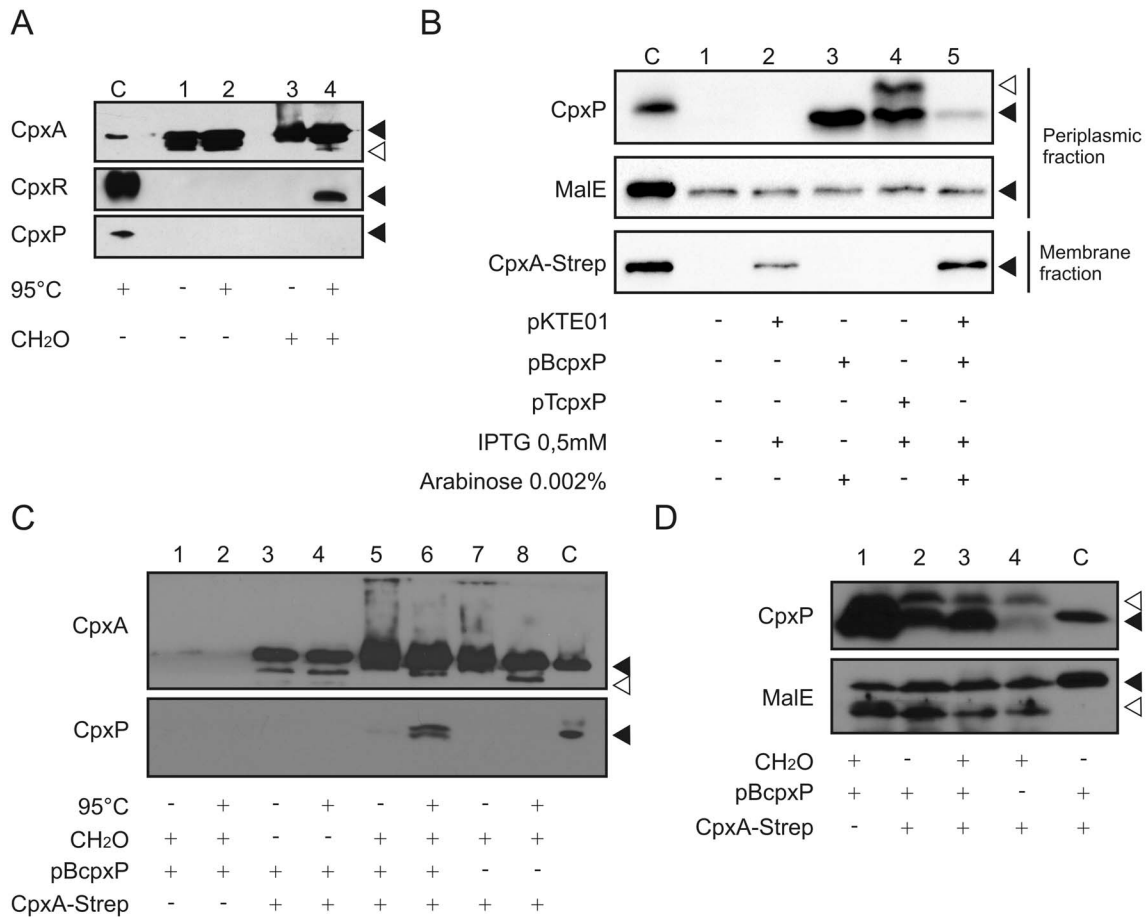 A
C 1 2 3 4
CpxA
CpxR
CpxP
95°C + - + - +
CH2O - - - + +
B
C 1 2 3 4 5
CpxP
MalE
CpxA-Strep
Periplasmic
fraction
Membrane
fraction
pKTE01 - + - - +
pBcpxP - - + - +
pTcpxP - - - + -
IPTG 0,5mM - + - + +
Arabinose 0.002% - - + - +
C
1 2 3 4 5 6 7 8 C
CpxA
CpxP
95°C - + - + - + - +
CH2O + + - - + + + +
pBcpxP + + + + + + - -
CpxA-Strep - - + + + + + +
D
1 2 3 4 C
CpxP
MalE
CH2O + - + + -
pBcpxP + + + - +
CpxA-Strep - + + + +